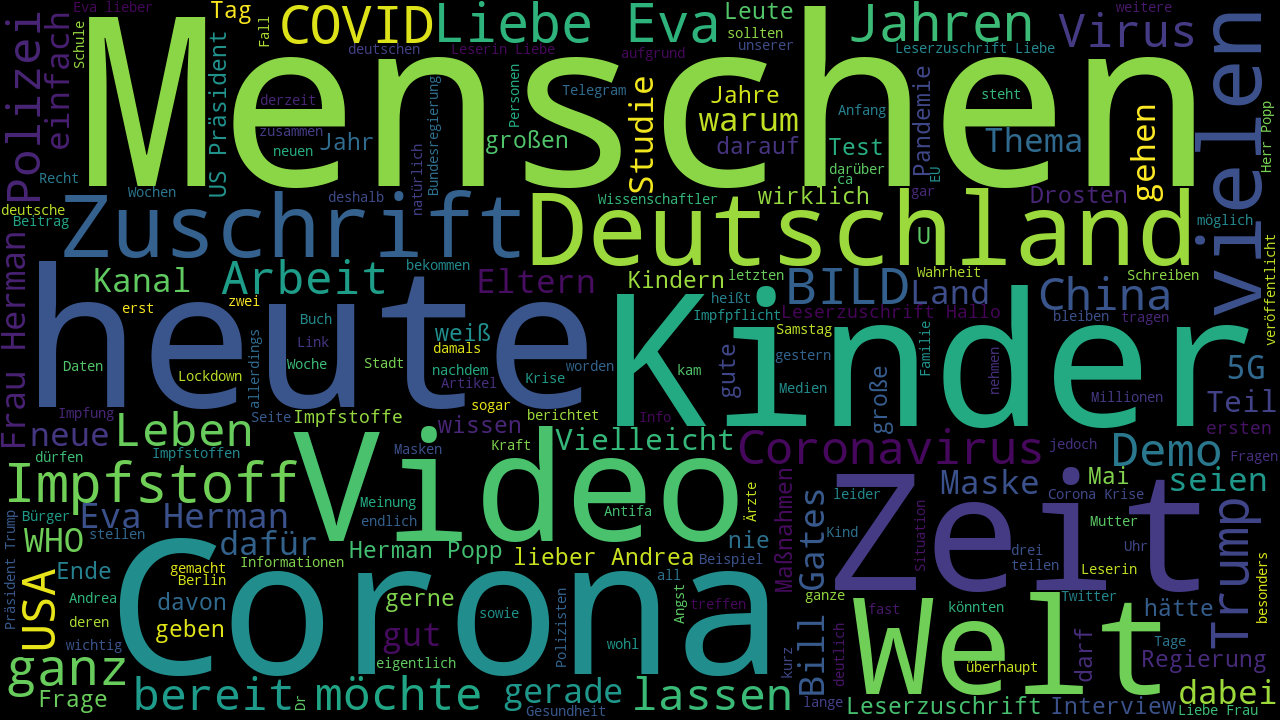 Eva lieber
Tag
Fall
COVID
Liebe Eva
Leute
sollten
unserer
Jahren
Virus
weitere
vielen
Schule
einfach
Polizei
deutschen
Leserin Liebe
aufgrund
Leserzuschrift Liebe
Menschen
US Präsident
derzeit
zusammen
neuen
Jahr
natürlich
Bundesregierung
Personen
großen
Telegram
Studie
Jahre
warum
darauf
Anfang
Test
darüber
ca
Pandemie
EU
gar
steht
Thema
gehen
Herr Popp
Recht
Wochen
deshalb
Wissenschaftler
wirklich
Drosten
möglich
deutsche
Beitrag
Zuschrift
Deutschland
U
Frau Herman
Kanal
Arbeit
bekommen
Eltern
Kindern
letzten
BILD
Wahrheit
Land
China
Schreiben
veröffentlicht
erst
zwei
heißt
Impfpflicht
Leserzuschrift Hallo
bleiben
tragen
heute
Kinder
allerdings
Buch
Link
Woche
Stadt
weiß
damals
nachdem
Artikel
Krise
worden
kam
gute
Samstag
gestern
Medien
große
Familie
nehmen
Millionen
5G
Teil
Daten
Lockdown
sogar
Impfung
Seite
Impfstoffe
wissen
berichtet
Info
ersten
neue
Leben
Masken
Kraft
Vielleicht
Coronavirus
jedoch
Demo
Fragen
dürfen
Impfstoffen
Impfstoff
Video
Meinung
endlich
Antifa
Ärzte
Maßnahmen
Bill Gates
leider
Kind
Zeit
Situation
Maske
Corona Krise
Mai
seien
Mutter
Uhr
Leserin
drei
teilen
Trump
besonders
Bürger
Eva Herman
stellen
WHO
dafür
nie
Präsident Trump
Informationen
Herman Popp
lieber Andrea
Beispiel
USA
Ende
gemacht
Berlin
Corona
all
Angst
treffen
ganze
Andrea
davon
deren
geben
wichtig
gerne
gut
eigentlich
sowie
Polizisten
wohl
kurz
deutlich
fast
Welt
könnten
überhaupt
Twitter
darf
hätte
Tage
Regierung
ganz
Frage
bereit
Dr
möchte
gerade
Gesundheit
lassen
lange
Leserzuschrift
Interview
dabei
Liebe Frau